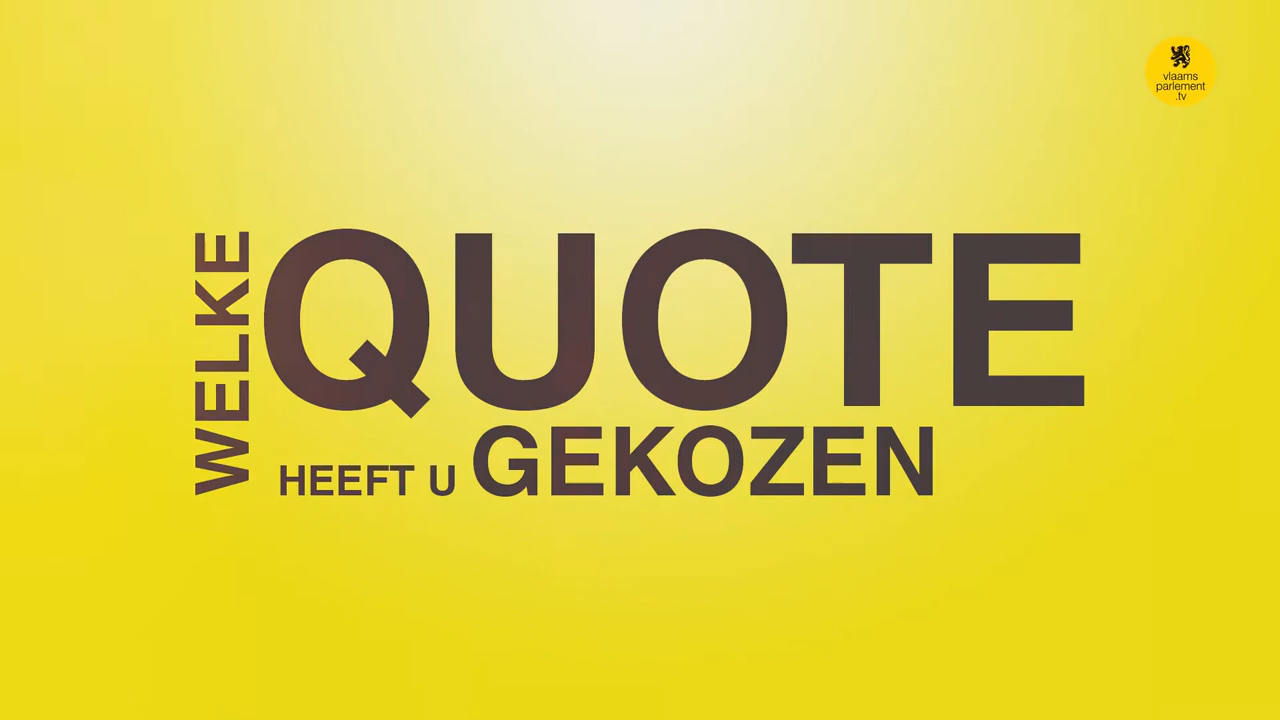 WELKE
QUOTE
HEEFT U GEKOZEN
vlaams
parlement
.tv